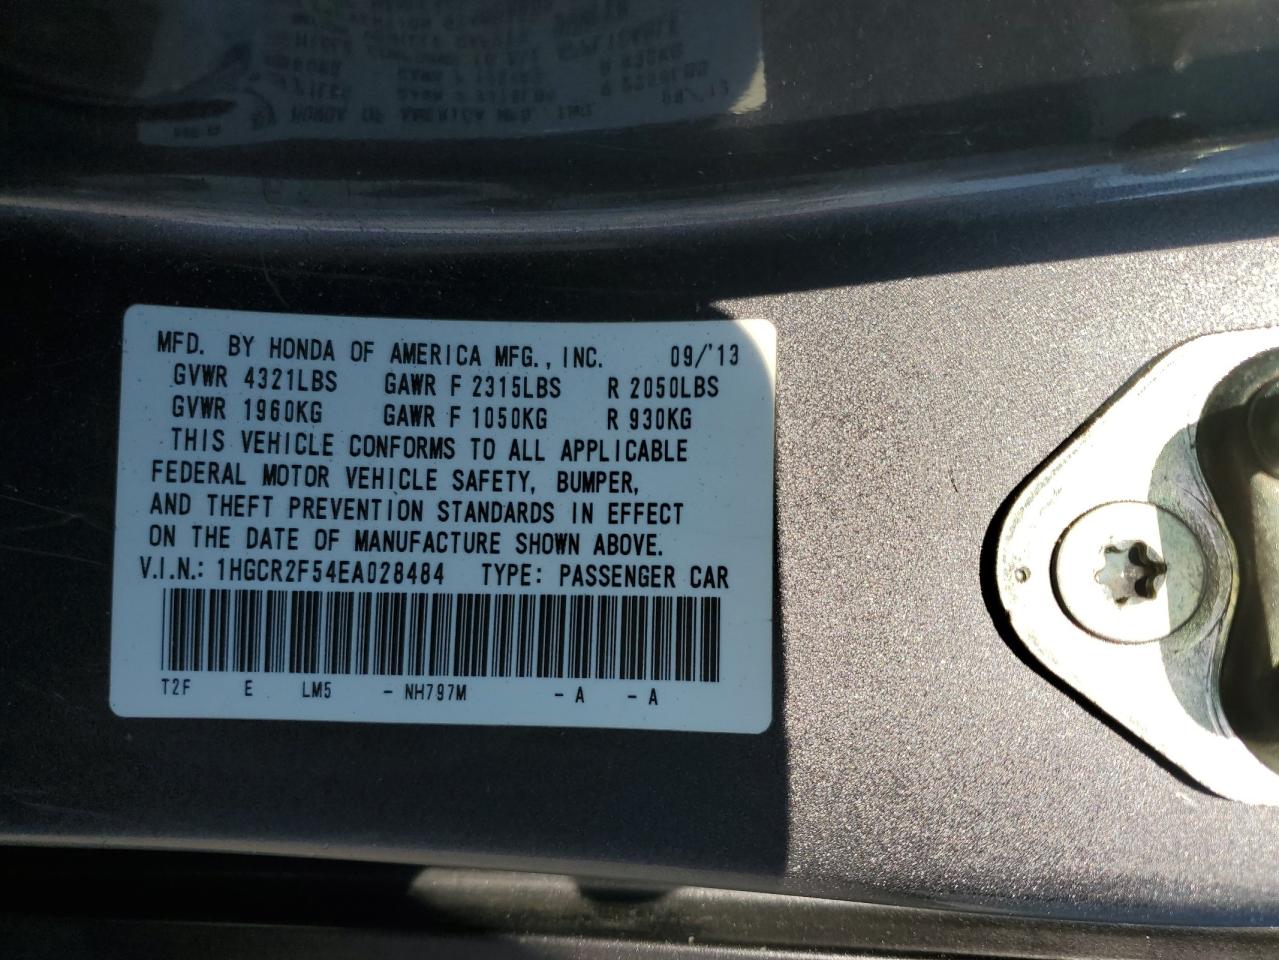 MFD. BY HONDA OF AMERICA MFG., INC. 09/'13
GVWR 4321LBS GAWR F 2315LBS R 2050LBS
GVWR 1960KG GAWR F 1050KG R 930KG
THIS VEHICLE CONFORMS TO ALL APPLICABLE
FEDERAL MOTOR VEHICLE SAFETY, BUMPER,
AND THEFT PREVENTION STANDARDS IN EFFECT
ON THE DATE OF MANUFACTURE SHOWN ABOVE.
V.I.N.: 1HGCR2F54EA028484 TYPE: PASSENGER CAR
T2F E LM5 - NH797M - A - A